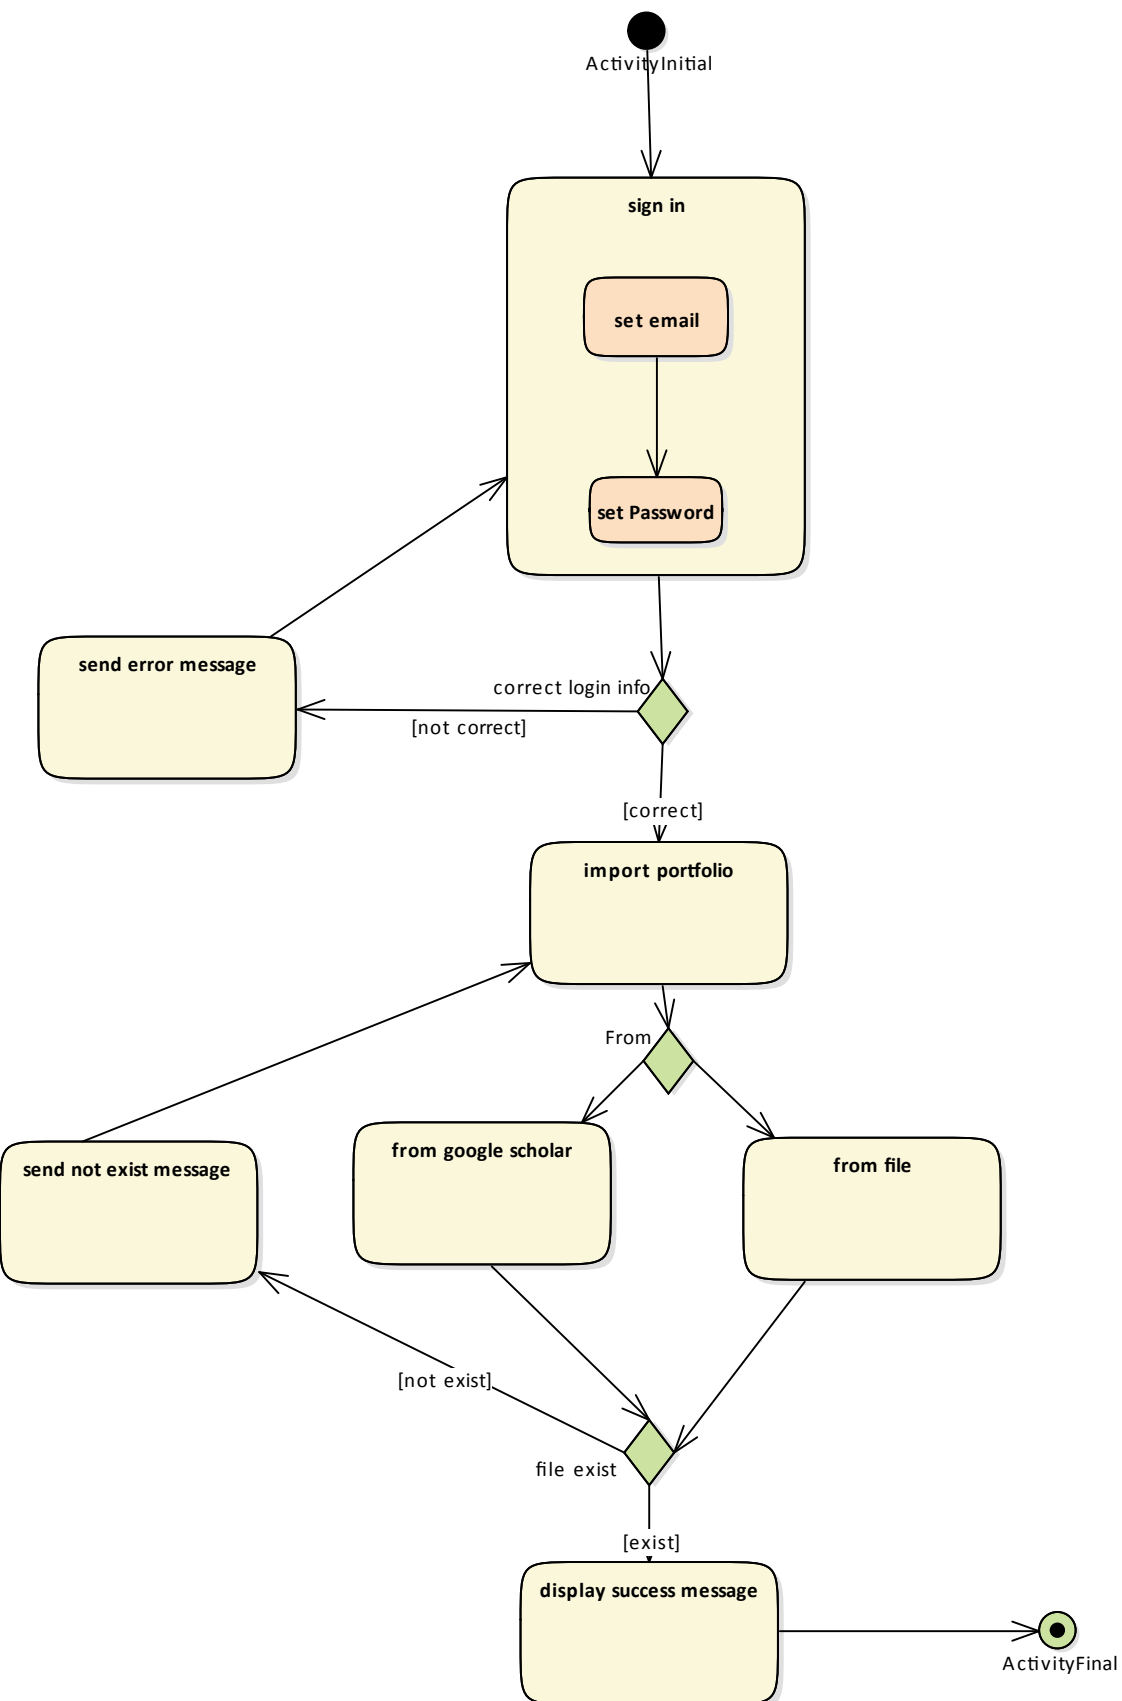 ActivityInitial
sign in
set email
set Password
send error message
correct login info
[not correct]
[correct]
import portfolio
From
from google scholar
from file
send not exist message
[not exist]
file exist
[exist]
display success message
ActivityFinal